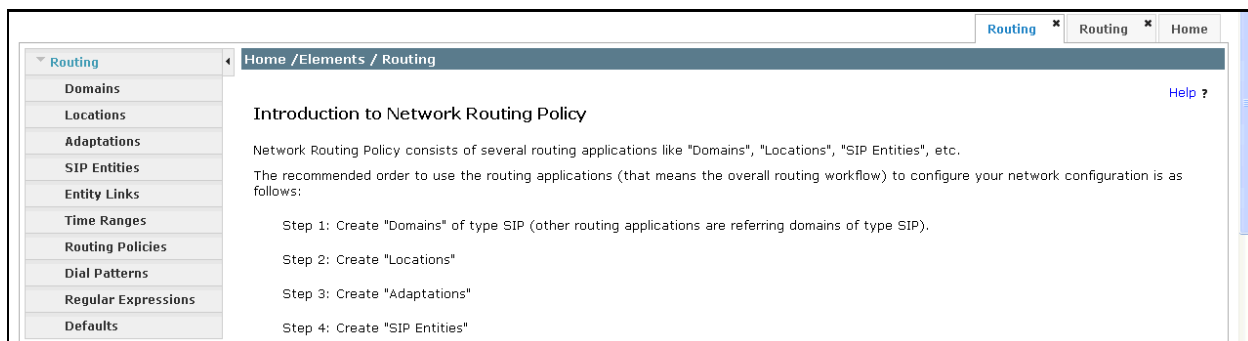 Routing × Routing × Home
Routing
Domains
Locations
Adaptations
SIP Entities
Entity Links
Time Ranges
Routing Policies
Dial Patterns
Regular Expressions
Defaults
Home /Elements / Routing
Help ?
Introduction to Network Routing Policy
Network Routing Policy consists of several routing applications like "Domains", "Locations", "SIP Entities", etc.
The recommended order to use the routing applications (that means the overall routing workflow) to configure your network configuration is as
follows:
Step 1: Create "Domains" of type SIP (other routing applications are referring domains of type SIP).
Step 2: Create "Locations"
Step 3: Create "Adaptations"
Step 4: Create "SIP Entities"